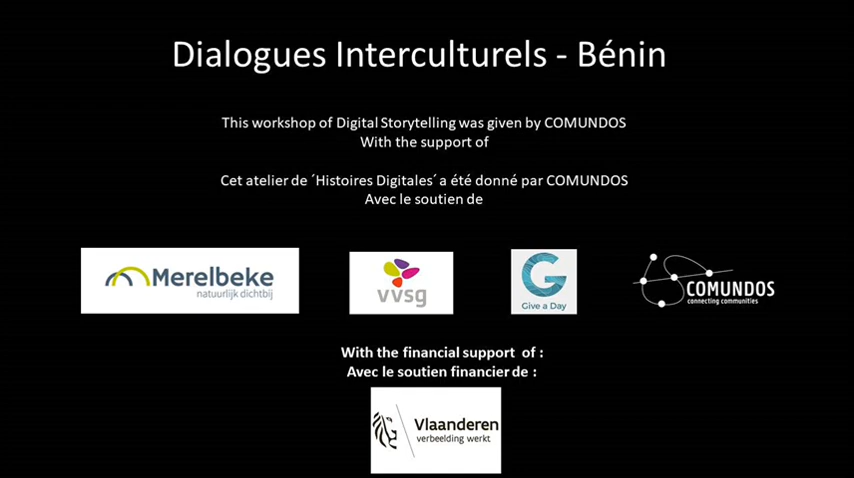 Dialogues Interculturels - Bénin
This workshop of Digital Storytelling was given by COMUNDOS
With the support of
Cet atelier de ´Histoires Digitales´ a été donné par COMUNDOS
Avec le soutien de
Merelbeke
natuurlijk dichtbij
vvsg
G
Give a Day
COMUNDOS
connecting communities
With the financial support of :
Avec le soutien financier de :
Vlaanderen
verbeelding werkt